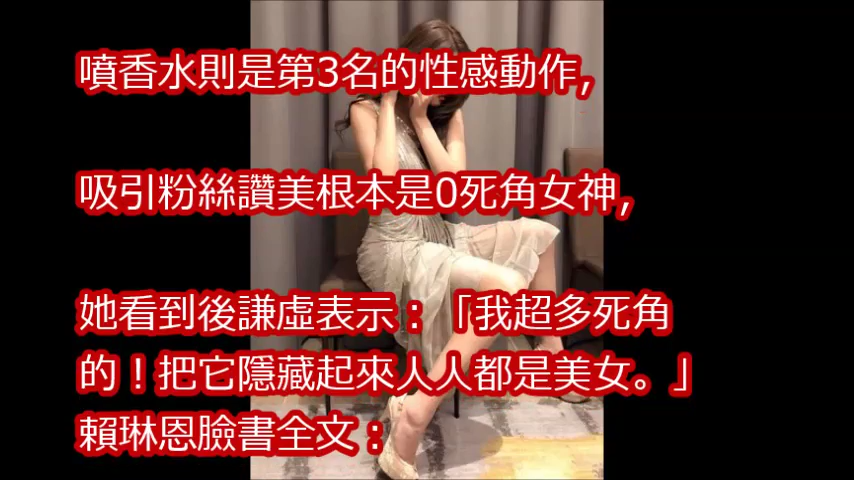 噴香水則是第3名的性感動作，
吸引粉絲讚美根本是0死角女神，
她看到後謙虛表示：「我超多死角
的！把它隱藏起來人人都是美女。」
賴琳恩臉書全文：